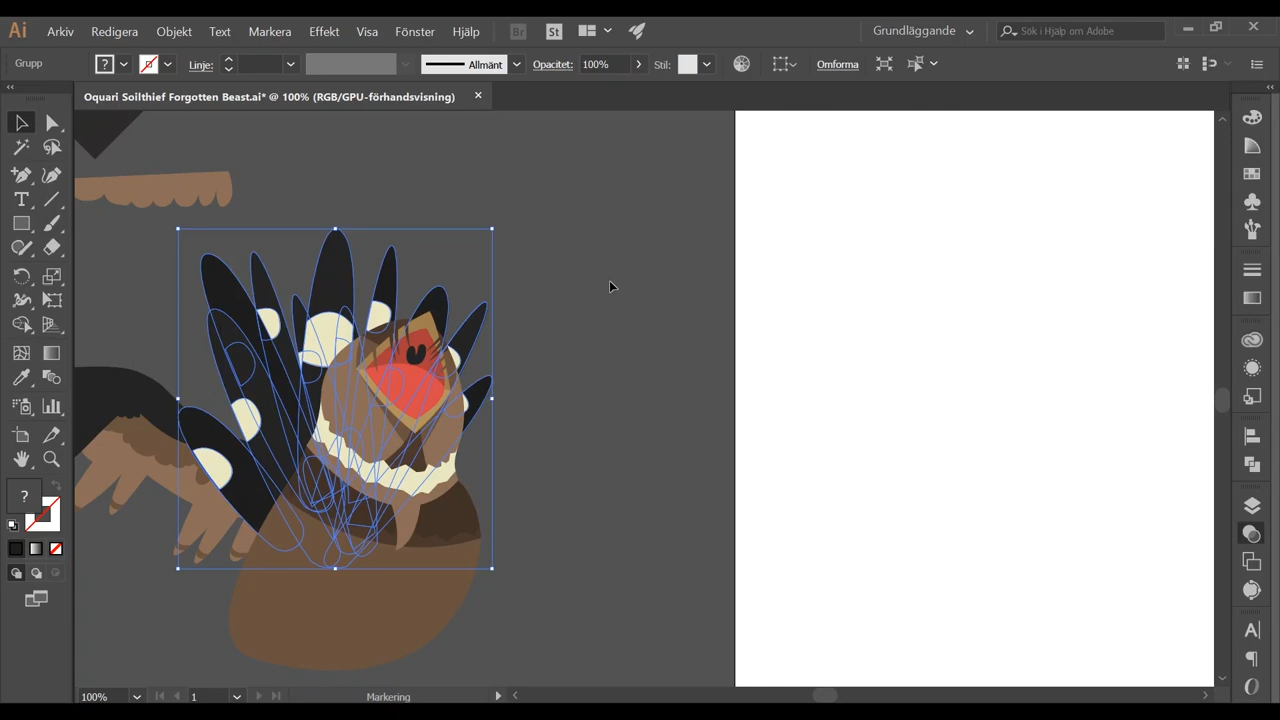 Ai Arkiv Redigera Objekt Text Markera Effekt Visa Fönster Hjälp Br St Grundläggande Sök i Hjälp om Adobe
Grupp ? Linje: Allmänt Opacitet: 100% Stil: Omforma
Oquari Soilthief Forgotten Beast.ai* @ 100% (RGB/GPU-förhandsvisning)
T
?
A
100% 1 Markering